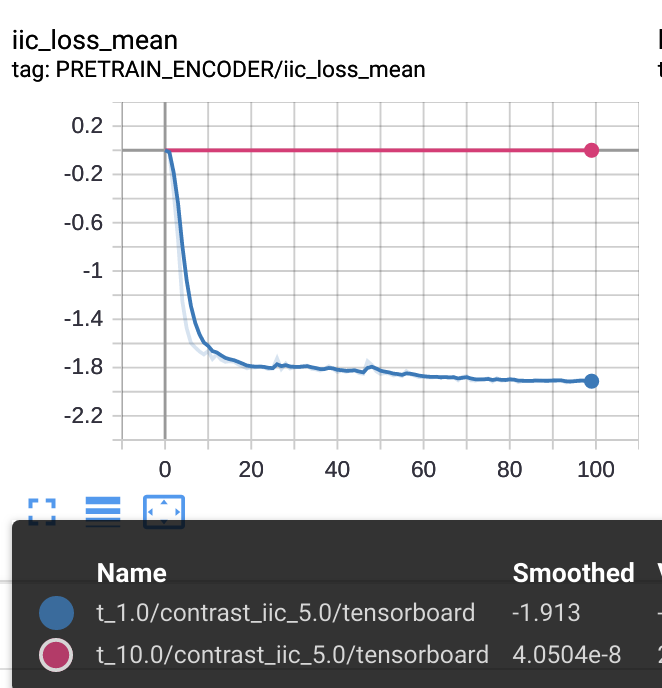 iic_loss_mean
tag: PRETRAIN_ENCODER/iic_loss_mean
0.2
-0.2
-0.6
-1
-1.4
-1.8
-2.2
0 20 40 60 80 100
Name Smoothed
t_1.0/contrast_iic_5.0/tensorboard -1.913
t_10.0/contrast_iic_5.0/tensorboard 4.0504e-8